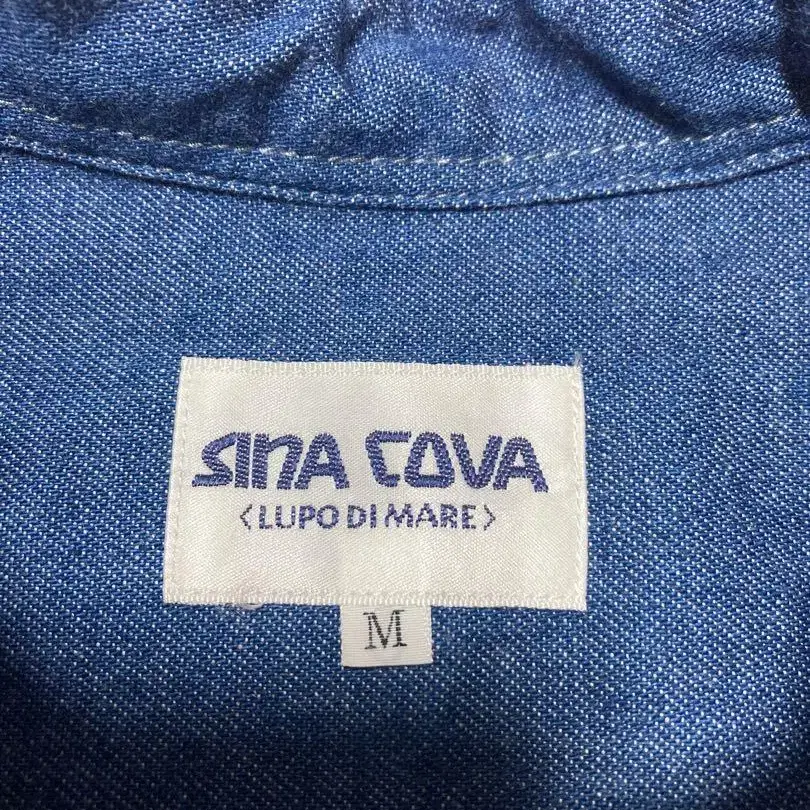 SINA COVA
<LUPO DI MARE>
M